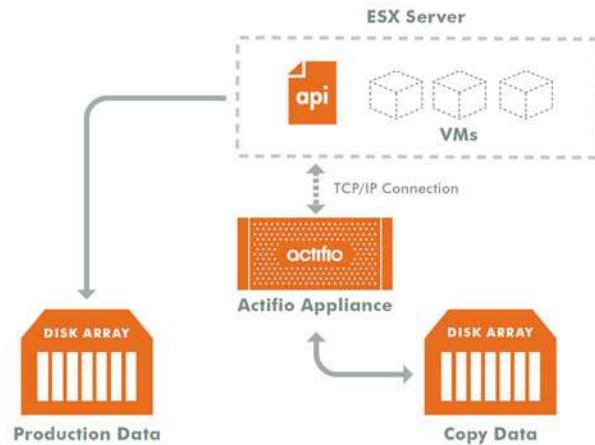 ESX Server
api
VMs
TCP/IP Connection
actifio
Actifio Appliance
DISK ARRAY
Production Data
DISK ARRAY
Copy Data